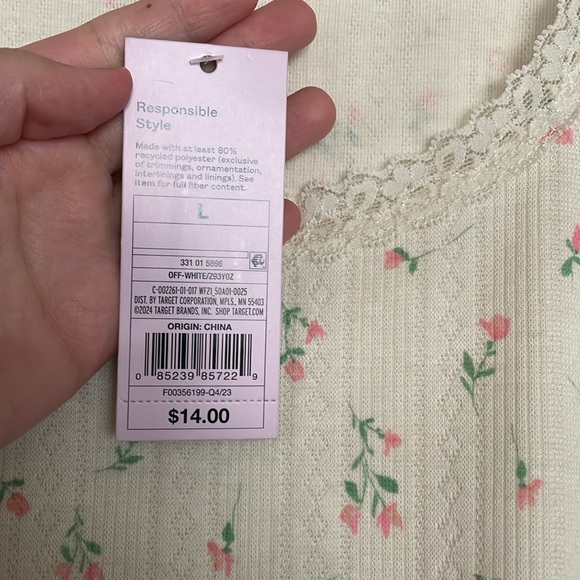 Responsible
Style
Made with at least 80%
recycled polyester (exclusive
of trimmings, ornamentation,
interlinings and linings). See
item for full fiber content.
L
331 01 5896
OFF-WHITE/Z93Y0Z
C-002261-01-017 WFZ1_50A01-0025
DIST. BY TARGET CORPORATION, MPLS., MN 55403
©2024 TARGET BRANDS, INC. SHOP TARGET.COM
ORIGIN: CHINA
0 85239 85722 9
F00356199-Q4/23
$14.00